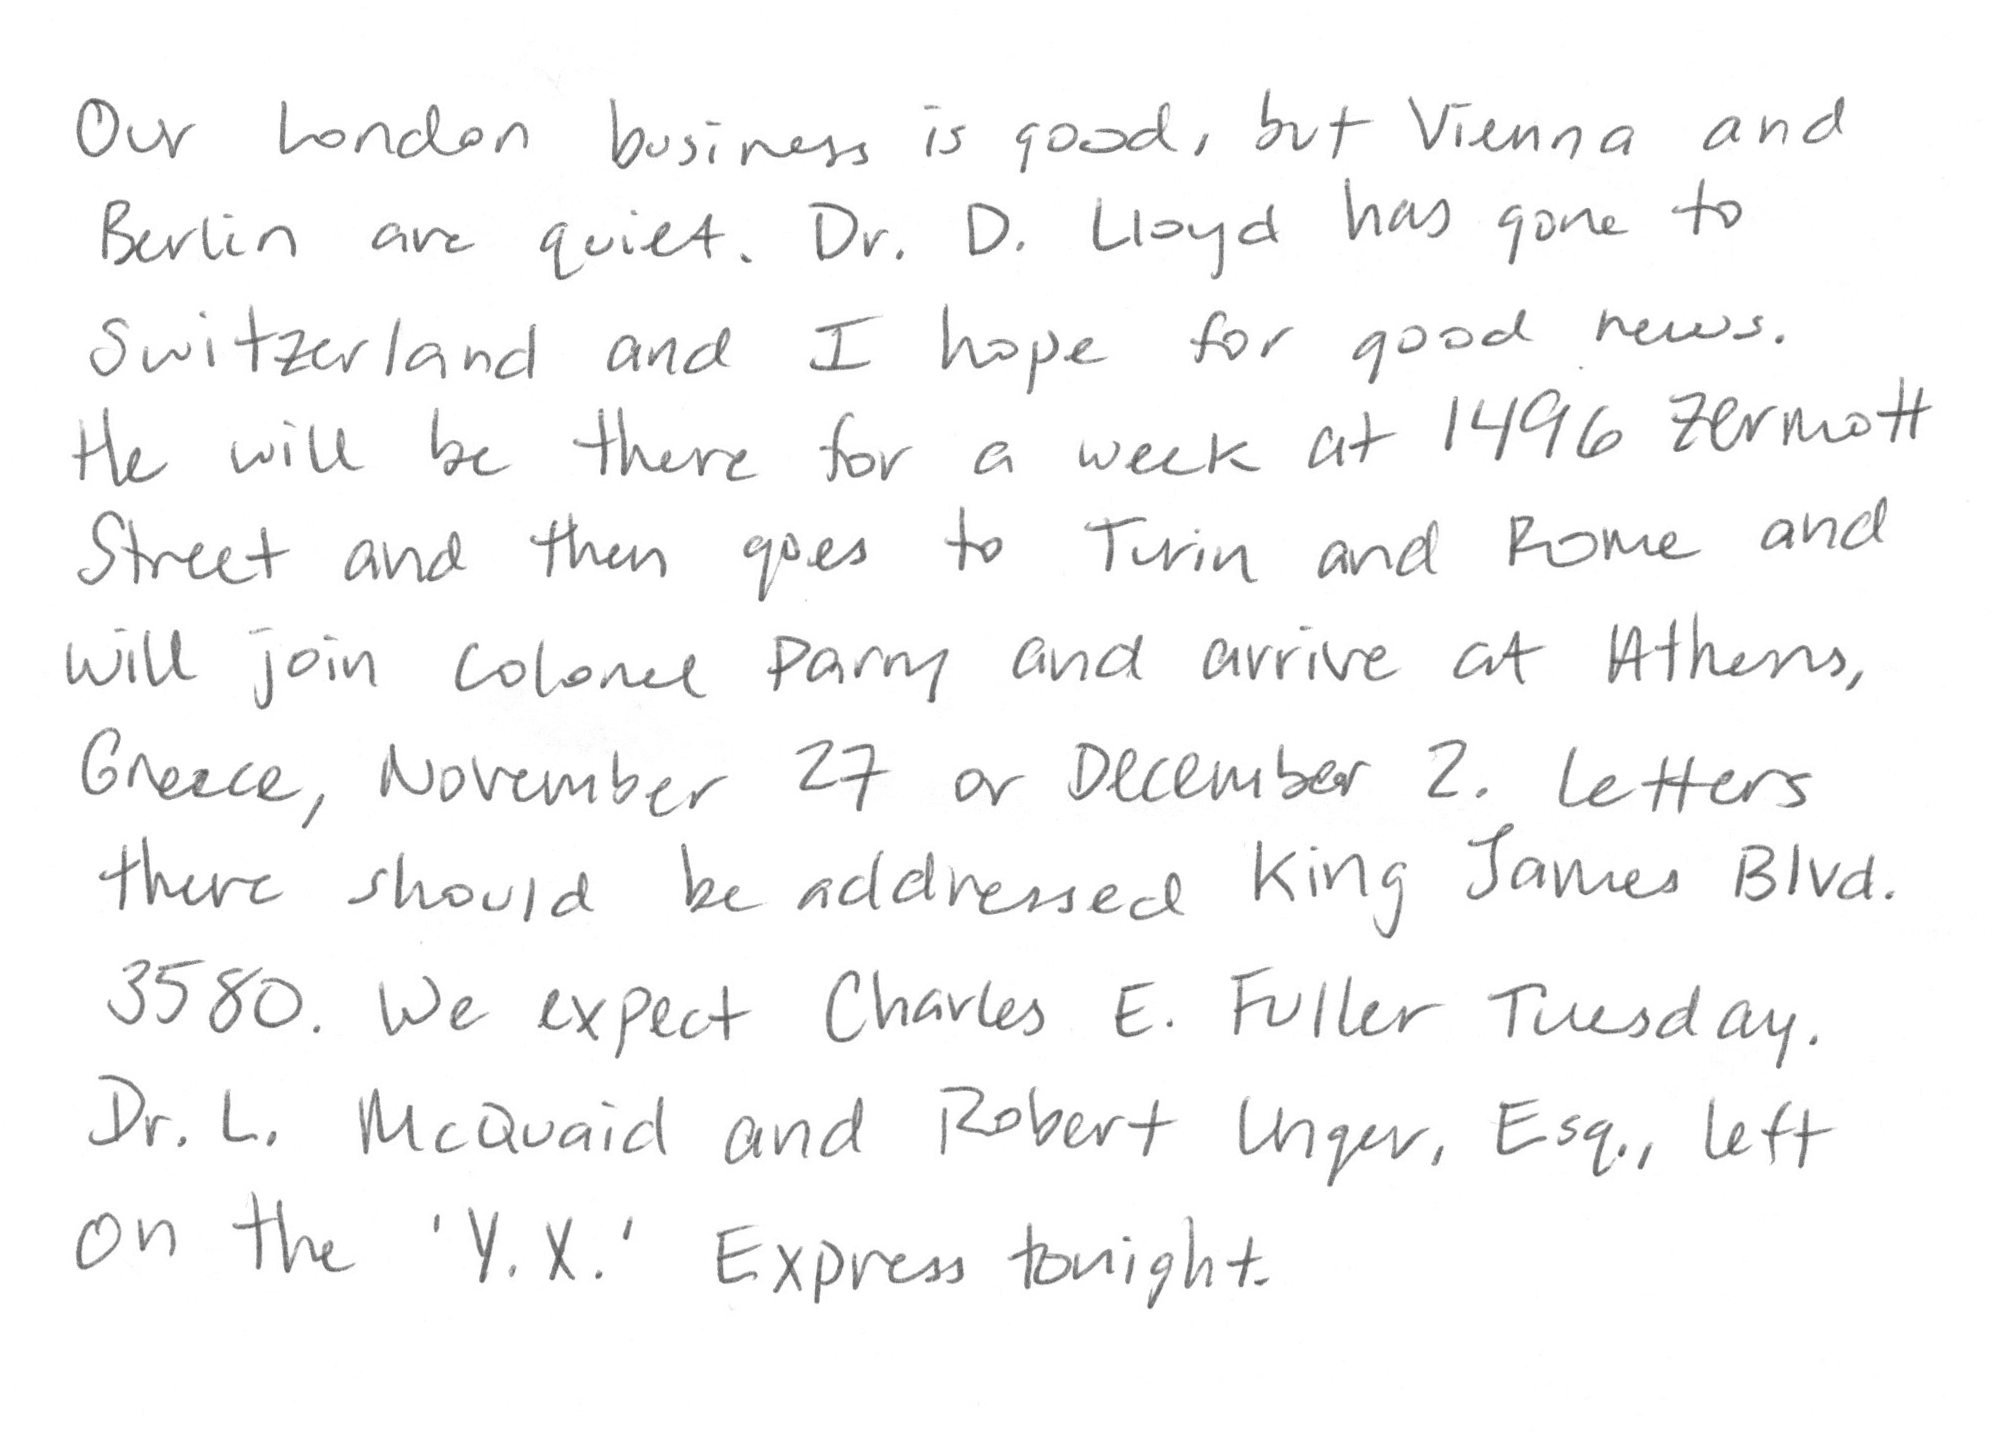 Our London business is good, but Vienna and
Berlin are quiet. Dr. D. Lloyd has gone to
Switzerland and I hope for good news.
He will be there for a week at 1496 Zermott
Street and then goes to Turin and Rome and
will join Colonel Parry and arrive at Athens,
Greece, November 27 or December 2. Letters
there should be addressed King James Blvd.
3580. We expect Charles E. Fuller Tuesday.
Dr. L. McQuaid and Robert Unger, Esq., left
on the 'Y.X.' Express tonight.